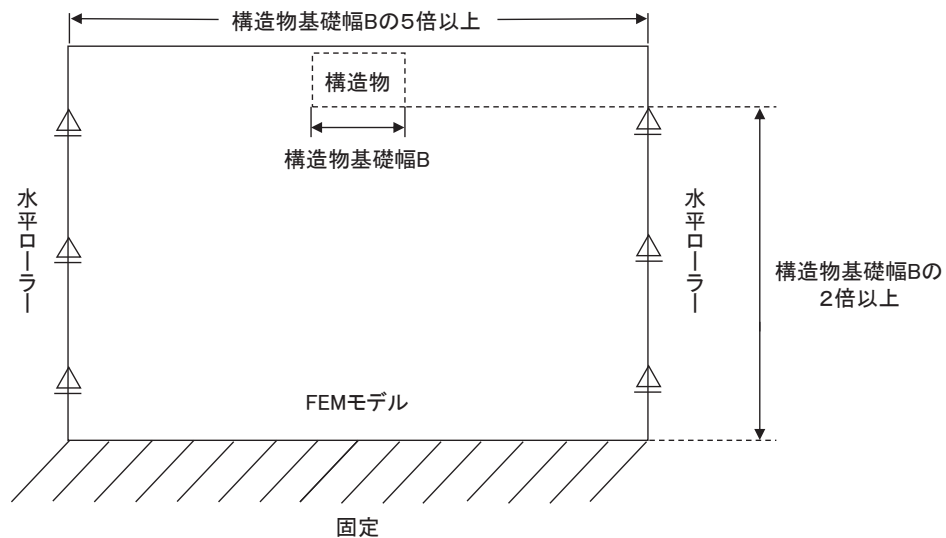 構造物基礎幅Bの5倍以上
構造物
構造物基礎幅B
水平ローラー
水平ローラー
構造物基礎幅Bの
2倍以上
FEMモデル
固定